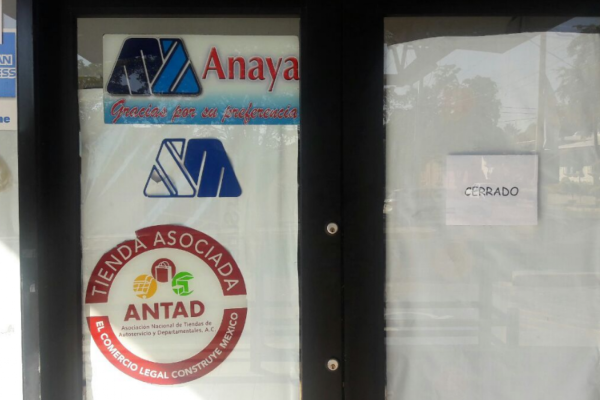 Anaya
Gracias por su preferencia
CERRADO
TIENDA ASOCIADA
ANTAD
Asociación Nacional de Tiendas de
Autoservicio y Departamentales, A.C.
EL COMERCIO LEGAL CONSTRUYE MÉXICO